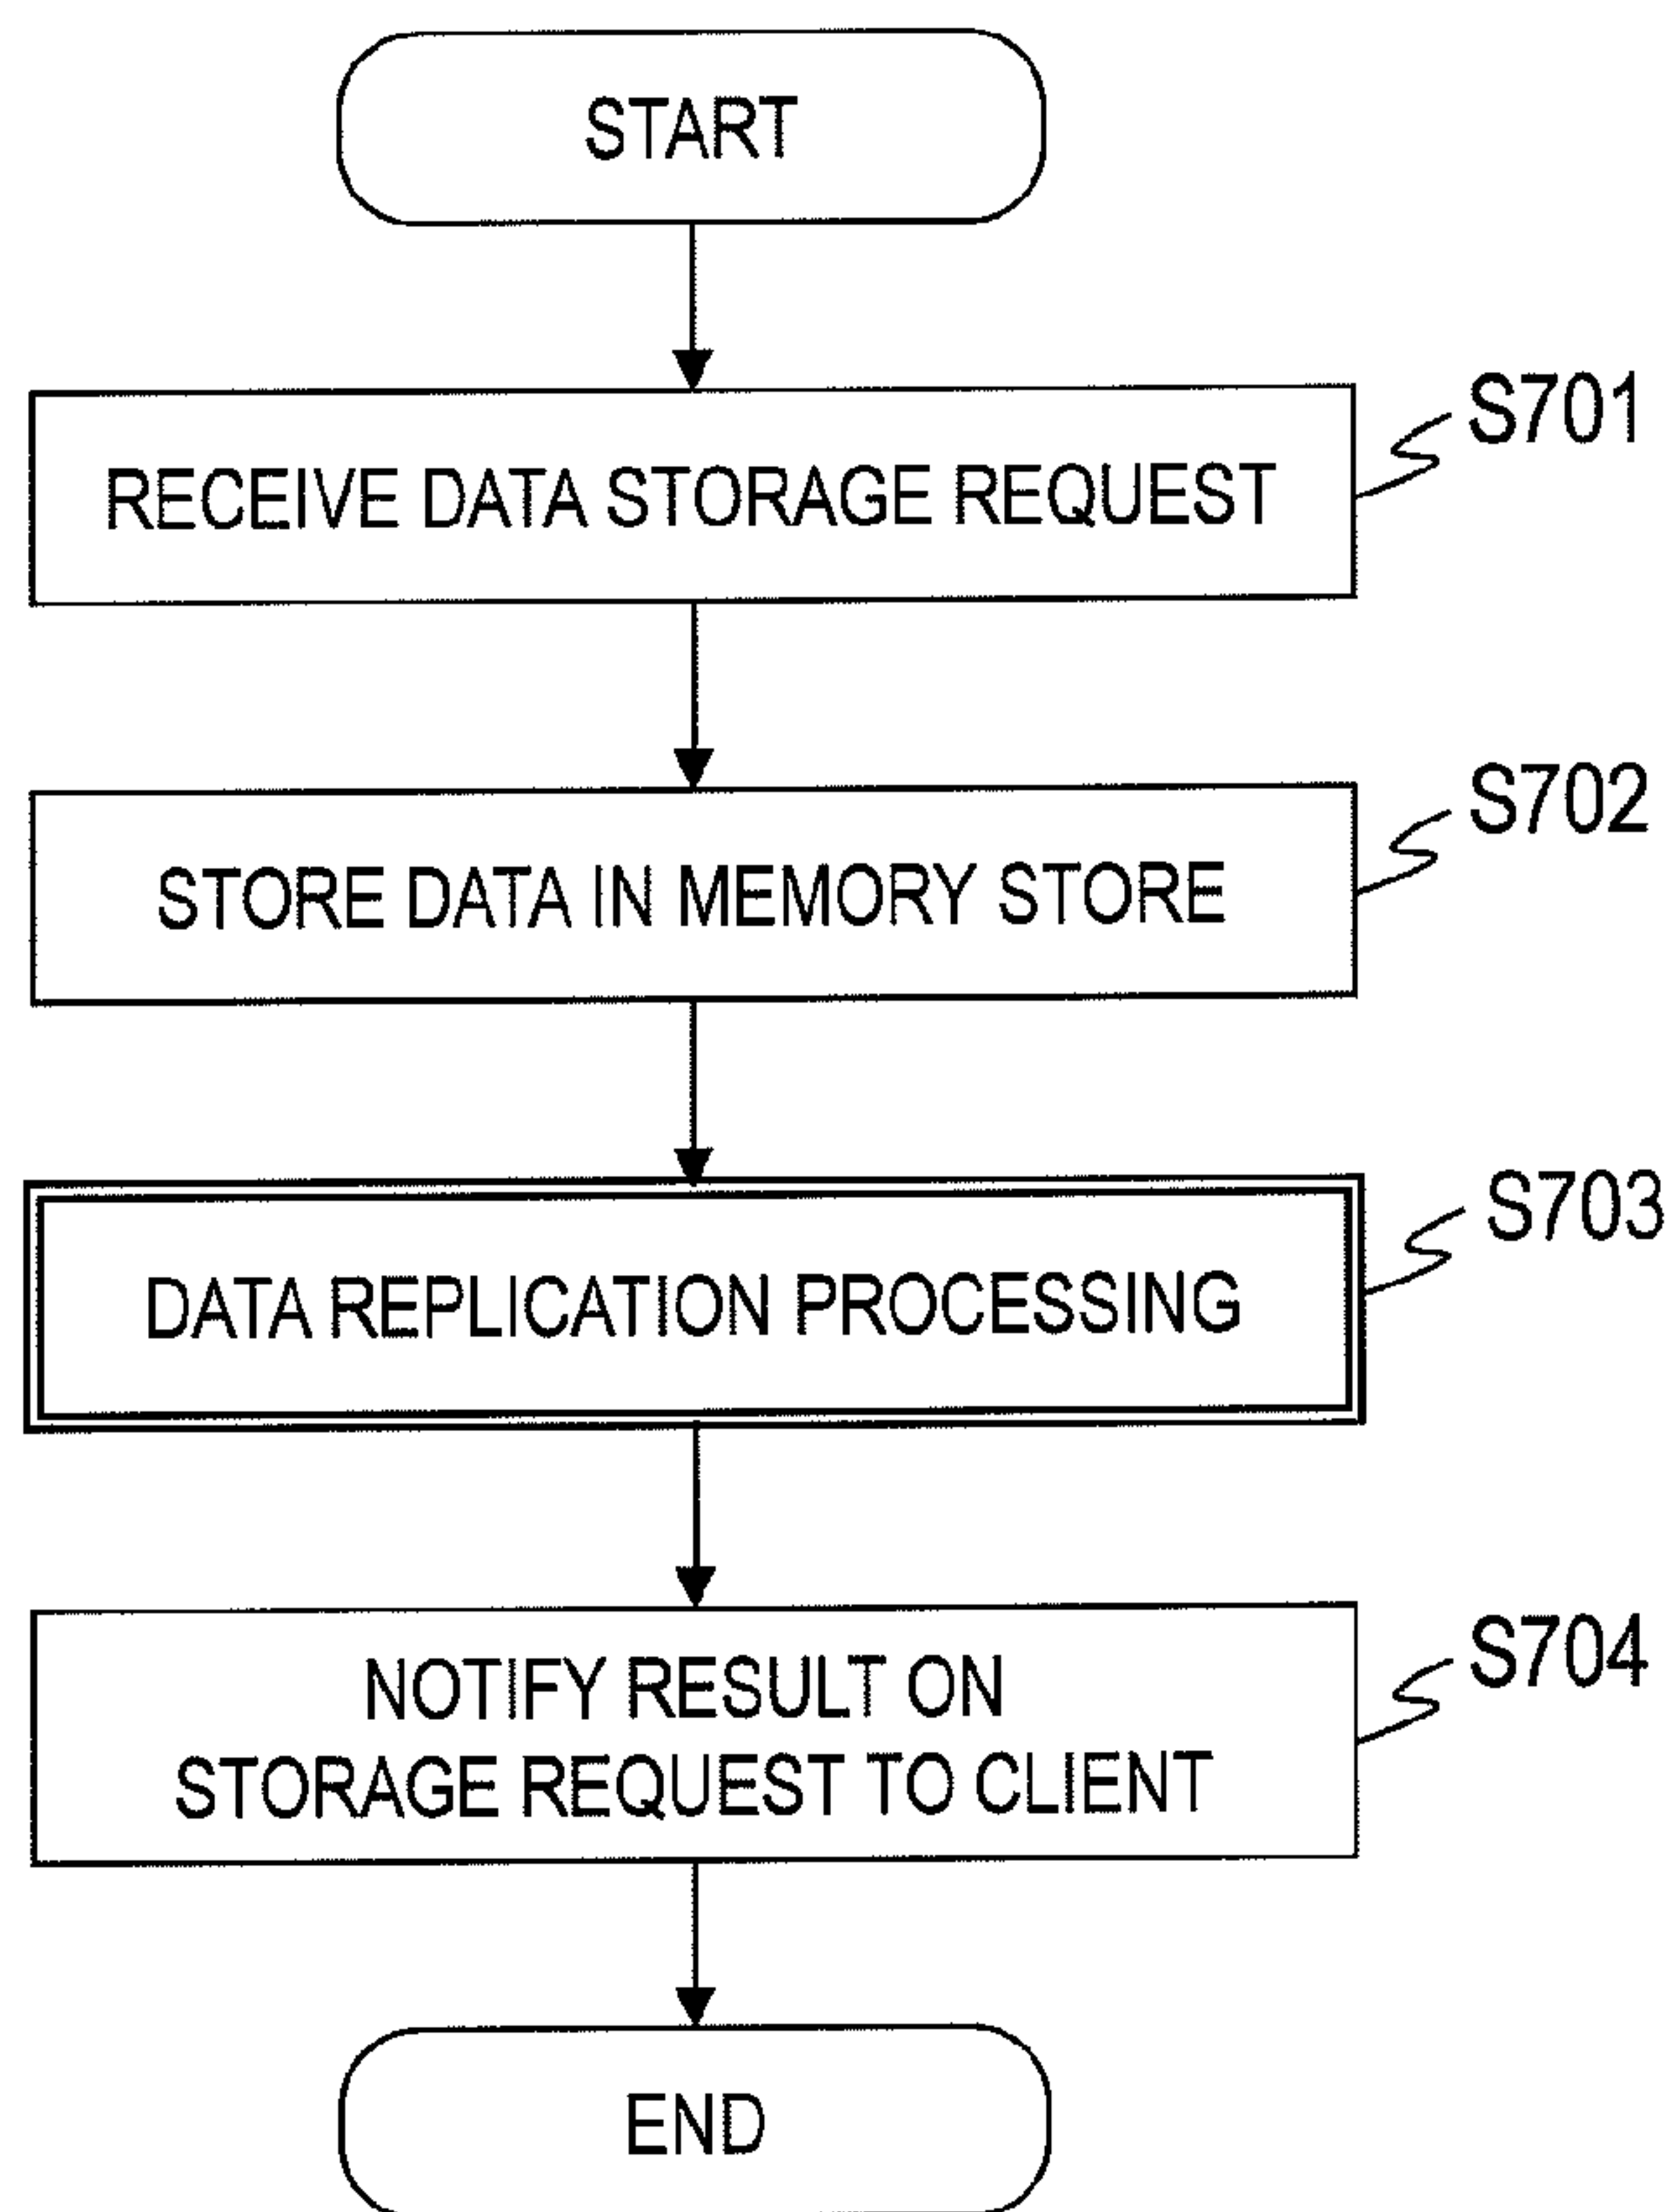 START
RECEIVE DATA STORAGE REQUEST
S701
STORE DATA IN MEMORY STORE
S702
DATA REPLICATION PROCESSING
S703
NOTIFY RESULT ON
STORAGE REQUEST TO CLIENT
S704
END